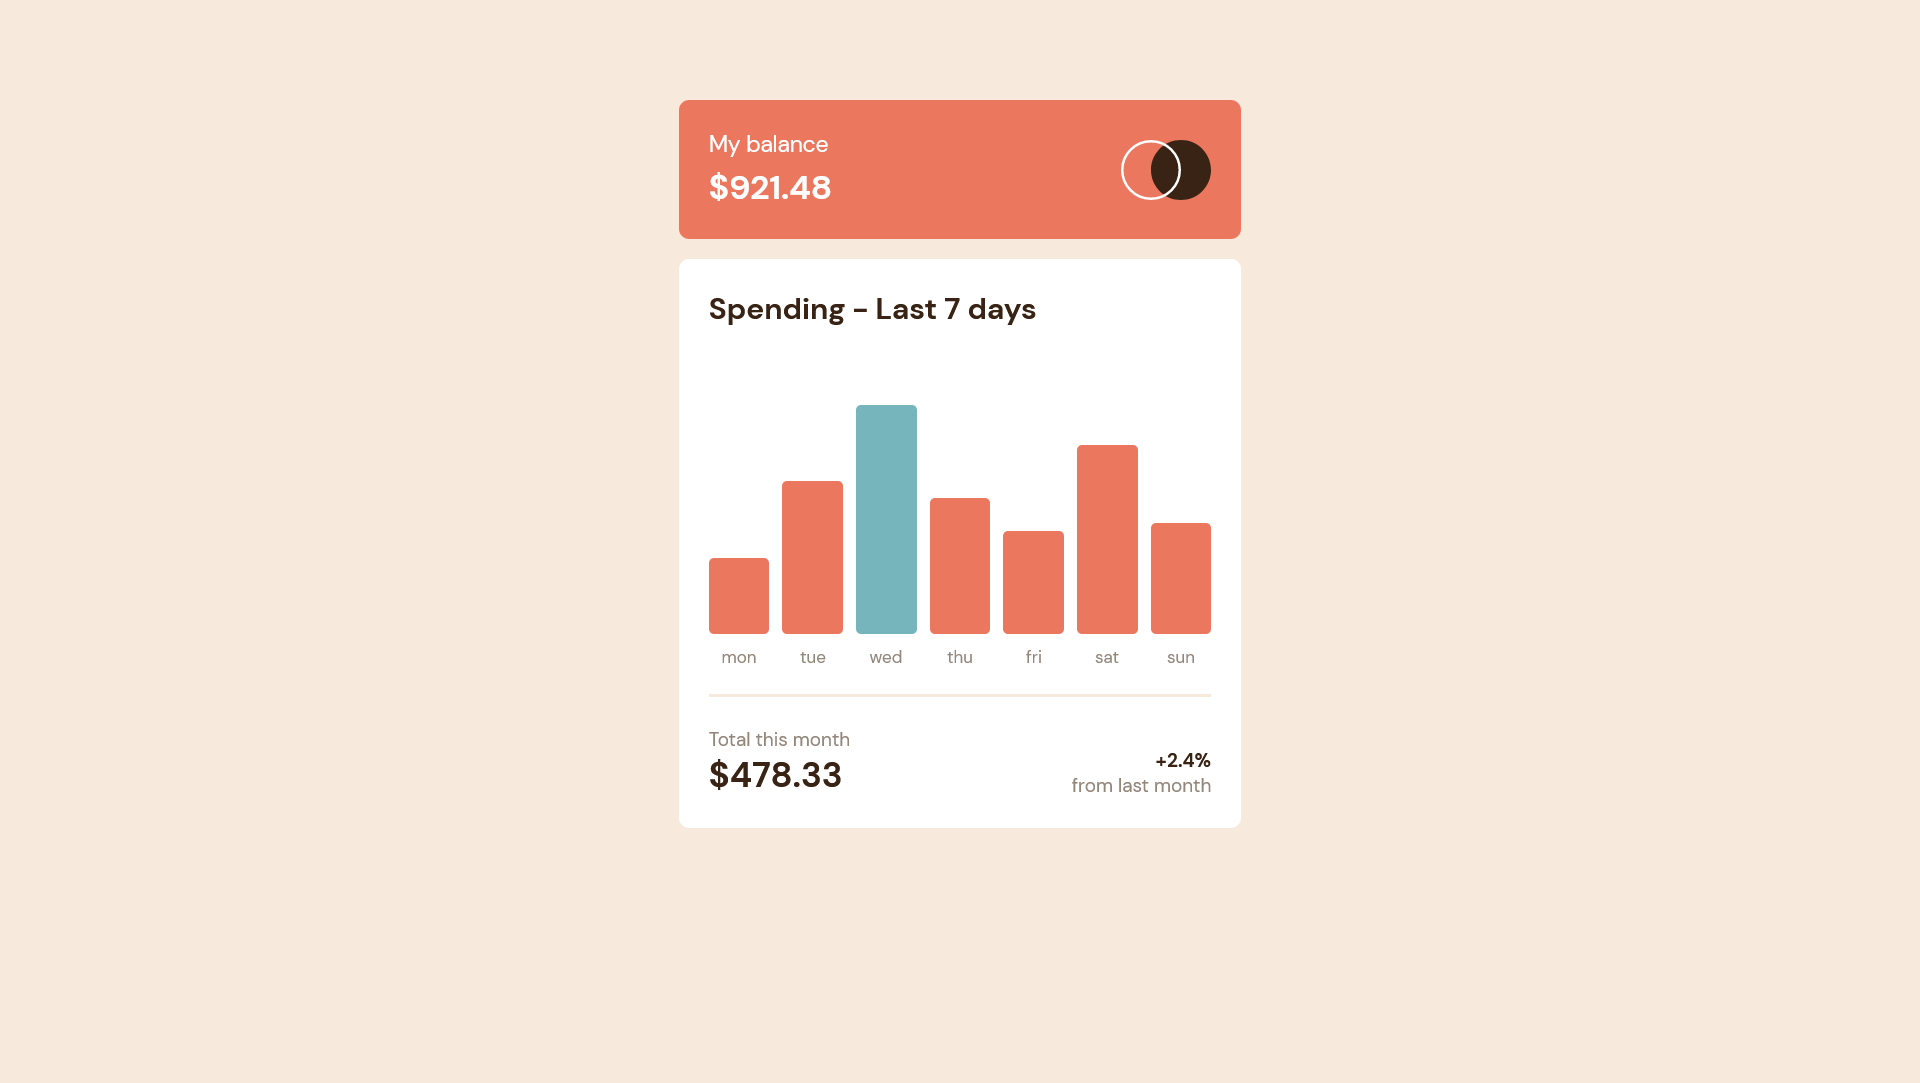 My balance
$921.48
Spending - Last 7 days
mon tue wed thu fri sat sun
Total this month
$478.33
+2.4%
from last month